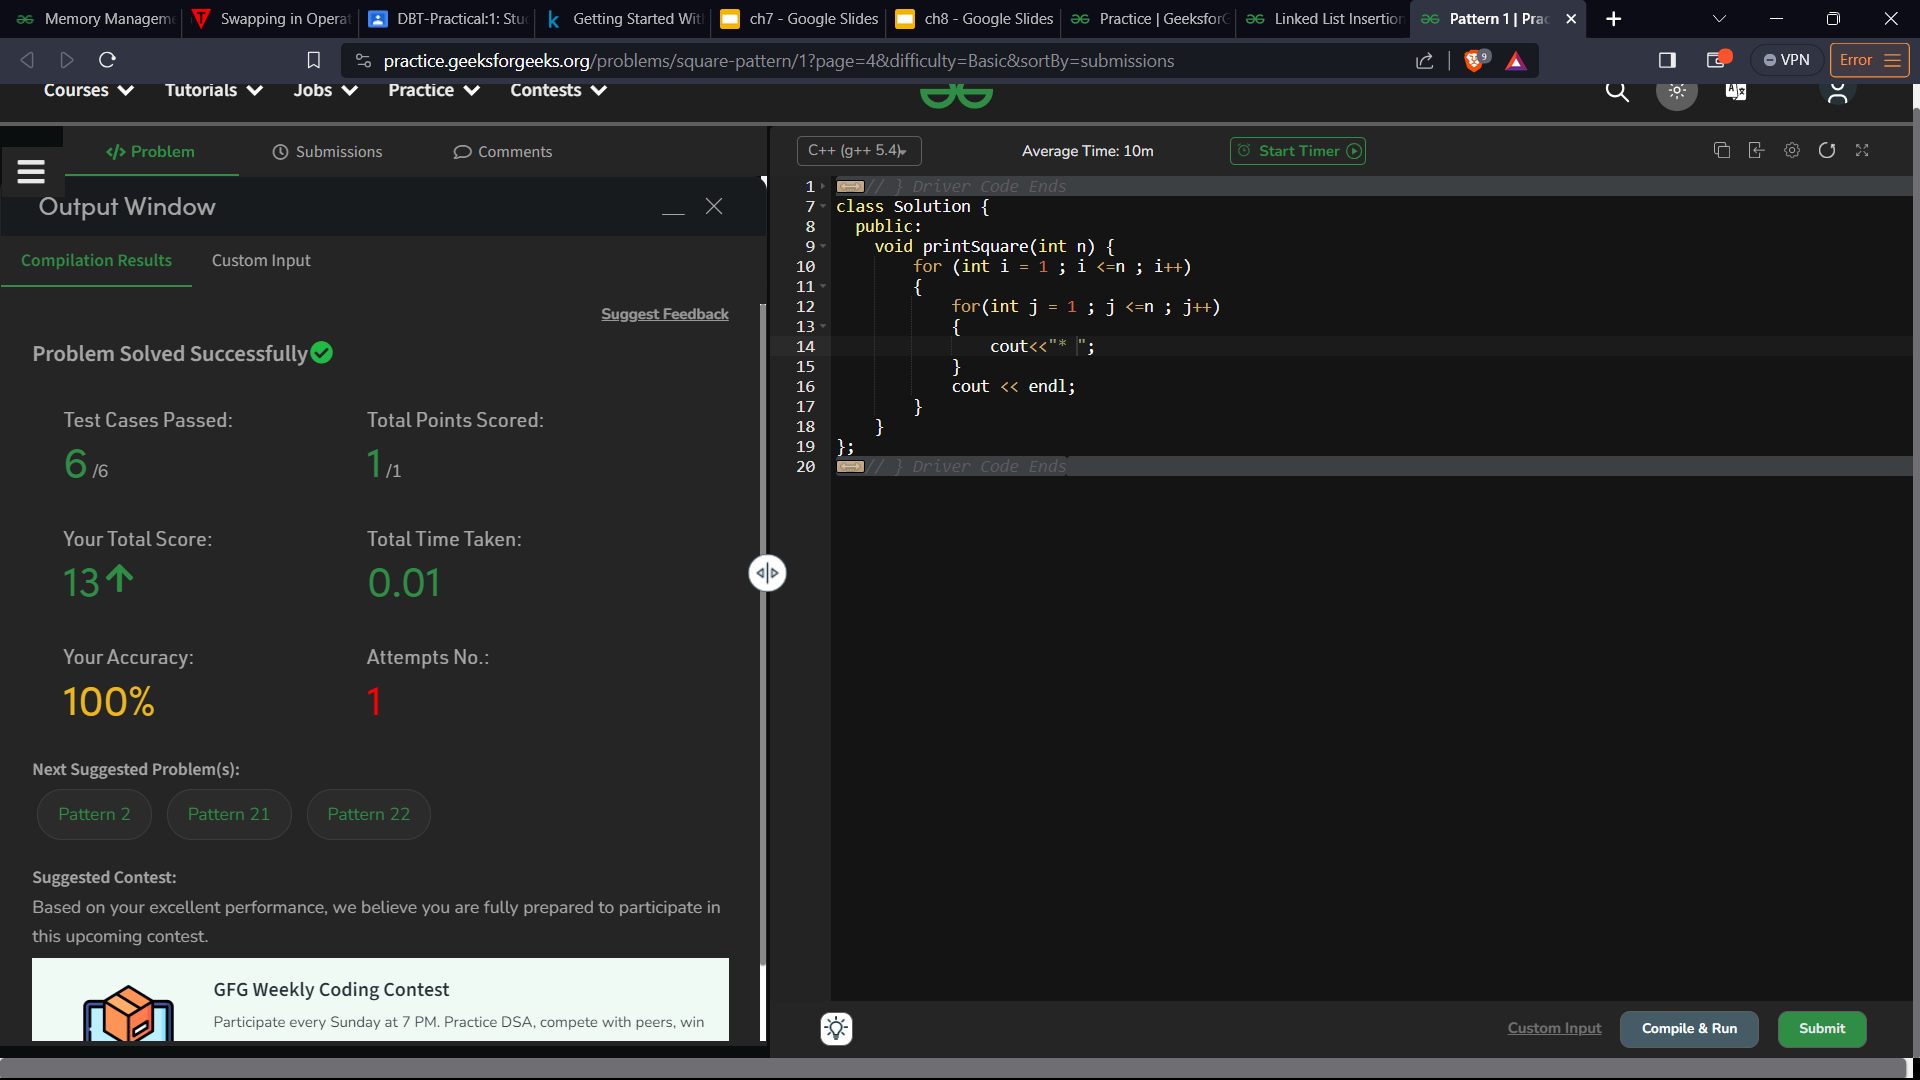 Memory Managem
Swapping in Operat
DBT-Practical:1: Stu
Getting Started Wit
ch7 - Google Slides
ch8 - Google Slides
Practice | GeeksforG
Linked List Insertion
Pattern 1 | Prac
practice.geeksforgeeks.org/problems/square-pattern/1?page=4&difficulty=Basic&sortBy=submissions
9
VPN
Error
Courses
Tutorials
Jobs
Practice
Contests
</> Problem
Submissions
Comments
Output Window
Compilation Results
Custom Input
Suggest Feedback
Problem Solved Successfully
Test Cases Passed:
6 /6
Total Points Scored:
1 /1
Your Total Score:
13
Total Time Taken:
0.01
Your Accuracy:
100%
Attempts No.:
1
Next Suggested Problem(s):
Pattern 2
Pattern 21
Pattern 22
Suggested Contest:
Based on your excellent performance, we believe you are fully prepared to participate in
this upcoming contest.
GFG Weekly Coding Contest
Participate every Sunday at 7 PM. Practice DSA, compete with peers, win
C++ (g++ 5.4)
Average Time: 10m
Start Timer
1 // } Driver Code Ends
7 class Solution {
8 public:
9 void printSquare(int n) {
10 for (int i = 1 ; i <=n ; i++)
11 {
12 for(int j = 1 ; j <=n ; j++)
13 {
14 cout<<"* ";
15 }
16 cout << endl;
17 }
18 }
19 };
20 // } Driver Code Ends
Custom Input
Compile & Run
Submit